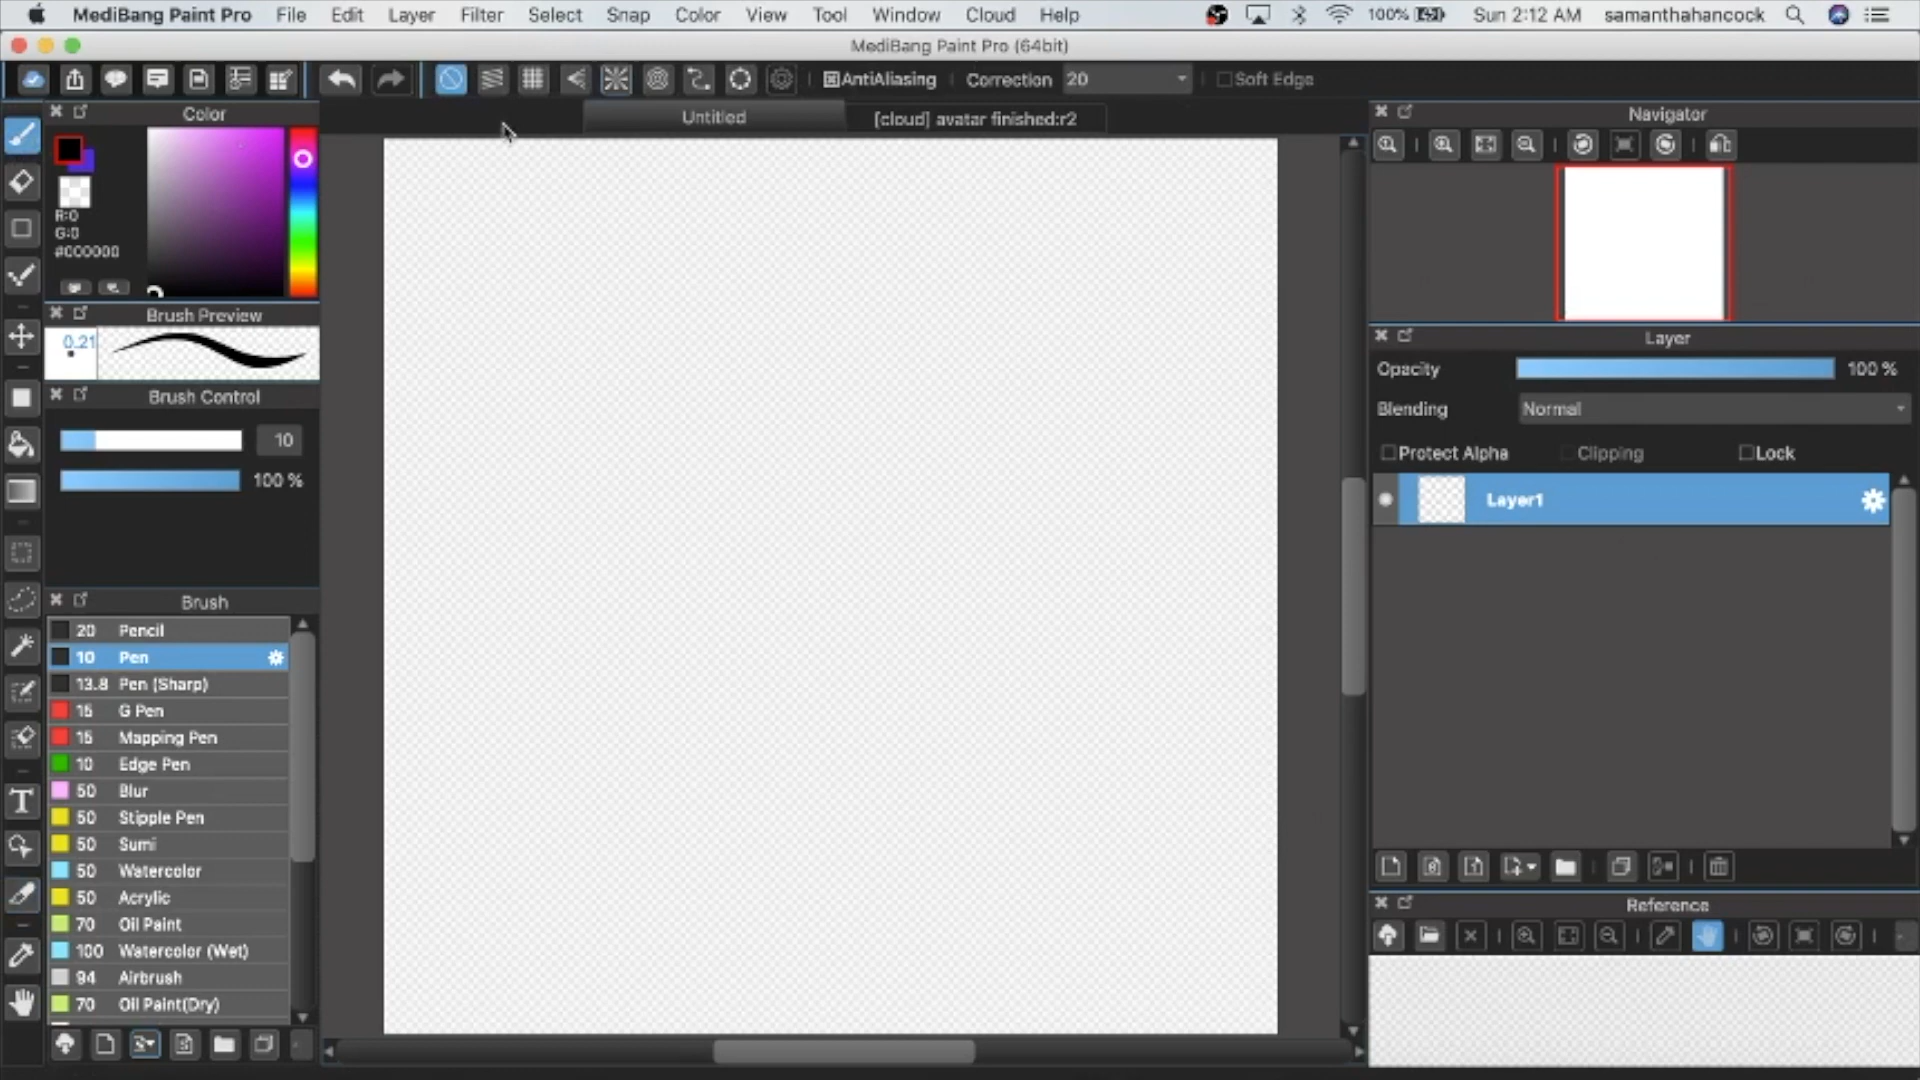 MediBang Paint Pro File Edit Layer Filter Select Snap Color View Tool Window Cloud Help 100% Sun 2:12 AM samanthahancock
MediBang Paint Pro (64bit)
AntiAliasing Correction 20 Soft Edge
Color
Untitled
[cloud] avatar finished:r2
Navigator
R:0
G:0
#000000
Brush Preview
0.21
Brush Control
10
100 %
Layer
Opacity 100 %
Blending Normal
Protect Alpha Clipping Lock
Layer1
Brush
20 Pencil
10 Pen
13.8 Pen (Sharp)
15 G Pen
15 Mapping Pen
10 Edge Pen
50 Blur
50 Stipple Pen
50 Sumi
50 Watercolor
50 Acrylic
70 Oil Paint
100 Watercolor (Wet)
94 Airbrush
70 Oil Paint(Dry)
Reference